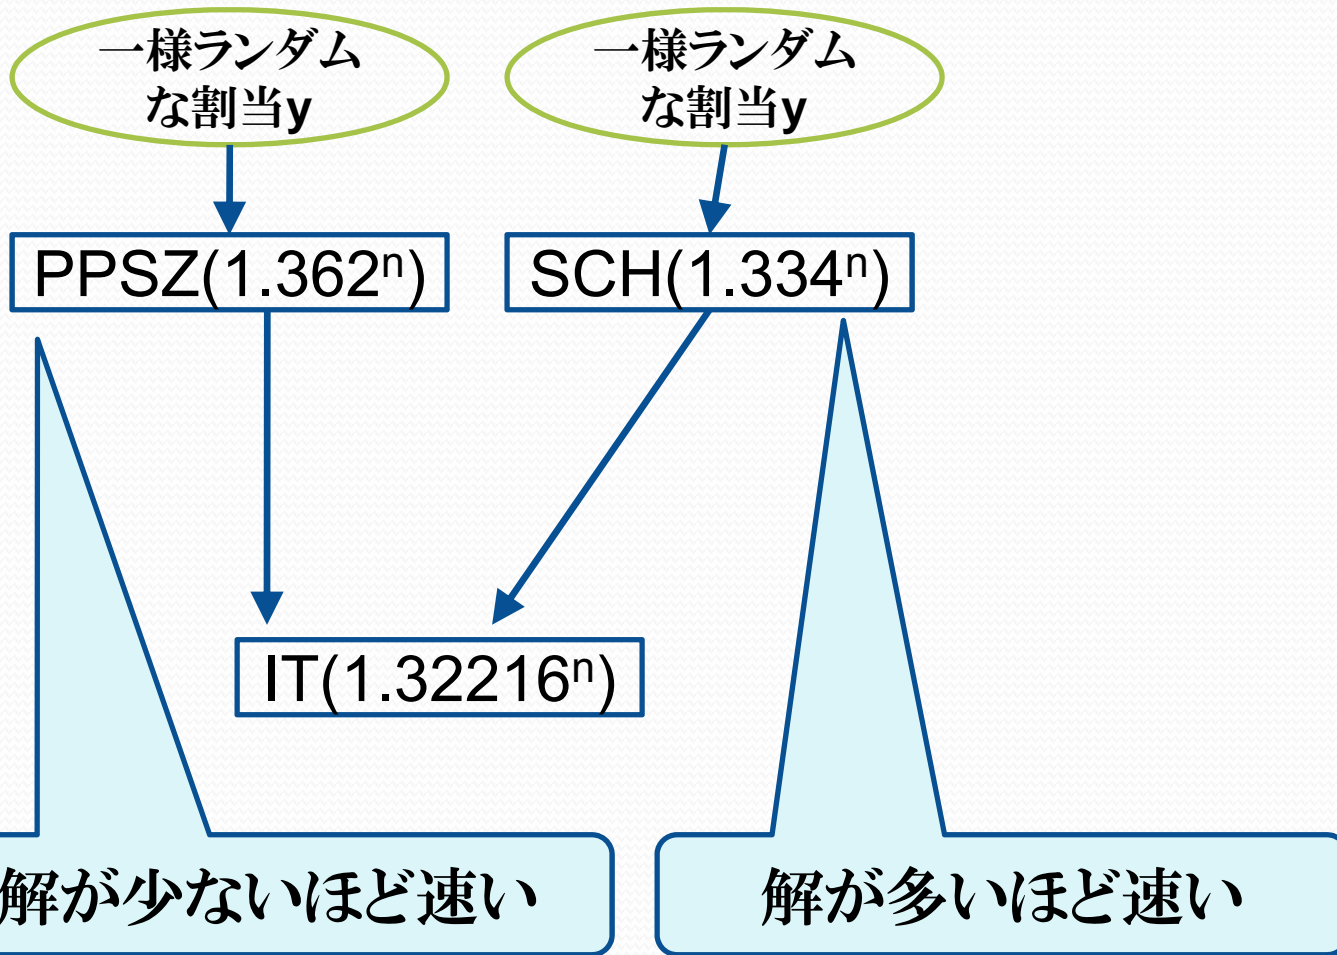 一様ランダム
な割当y
一様ランダム
な割当y
PPSZ(1.362ⁿ)
SCH(1.334ⁿ)
IT(1.32216ⁿ)
解が少ないほど速い
解が多いほど速い